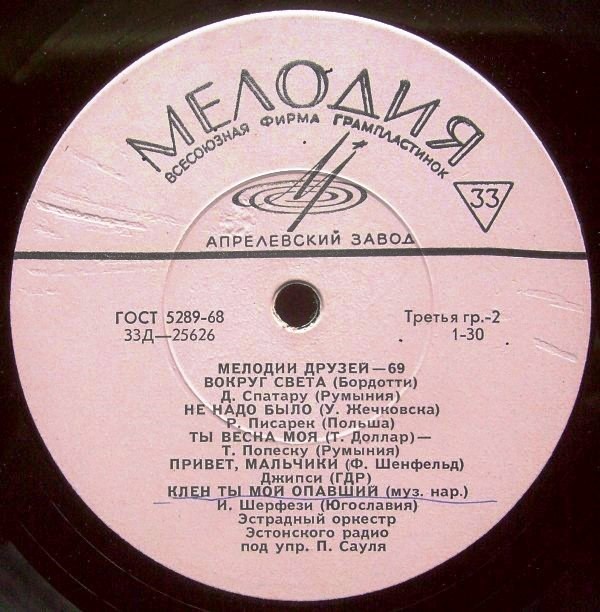 МЕЛОДИЯ
ВСЕСОЮЗНАЯ ФИРМА ГРАМПЛАСТИНОК
33
АПРЕЛЕВСКИЙ ЗАВОД
ГОСТ 5289-68 Третья гр.-2
33Д—25626 1-30
МЕЛОДИИ ДРУЗЕЙ—69
ВОКРУГ СВЕТА (Бордотти)
Д. Спатару (Румыния)
НЕ НАДО БЫЛО (У. Жечковска)
Р. Писарек (Польша)
ТЫ ВЕСНА МОЯ (Т. Доллар)—
Т. Попеску (Румыния)
ПРИВЕТ, МАЛЬЧИКИ (Ф. Шенфельд)
Джипси (ГДР)
КЛЕН ТЫ МОЙ ОПАВШИЙ (муз. нар.)
И. Шерфези (Югославия)
Эстрадный оркестр
Эстонского радио
под упр. П. Сауля